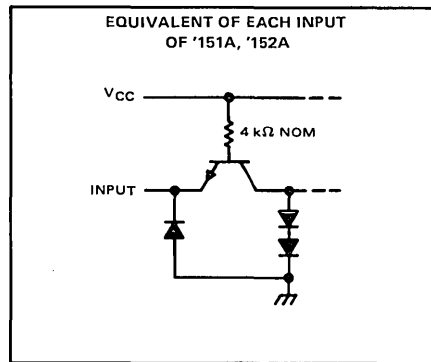 EQUIVALENT OF EACH INPUT
OF '151A, '152A
VCC
4 kΩ NOM
INPUT